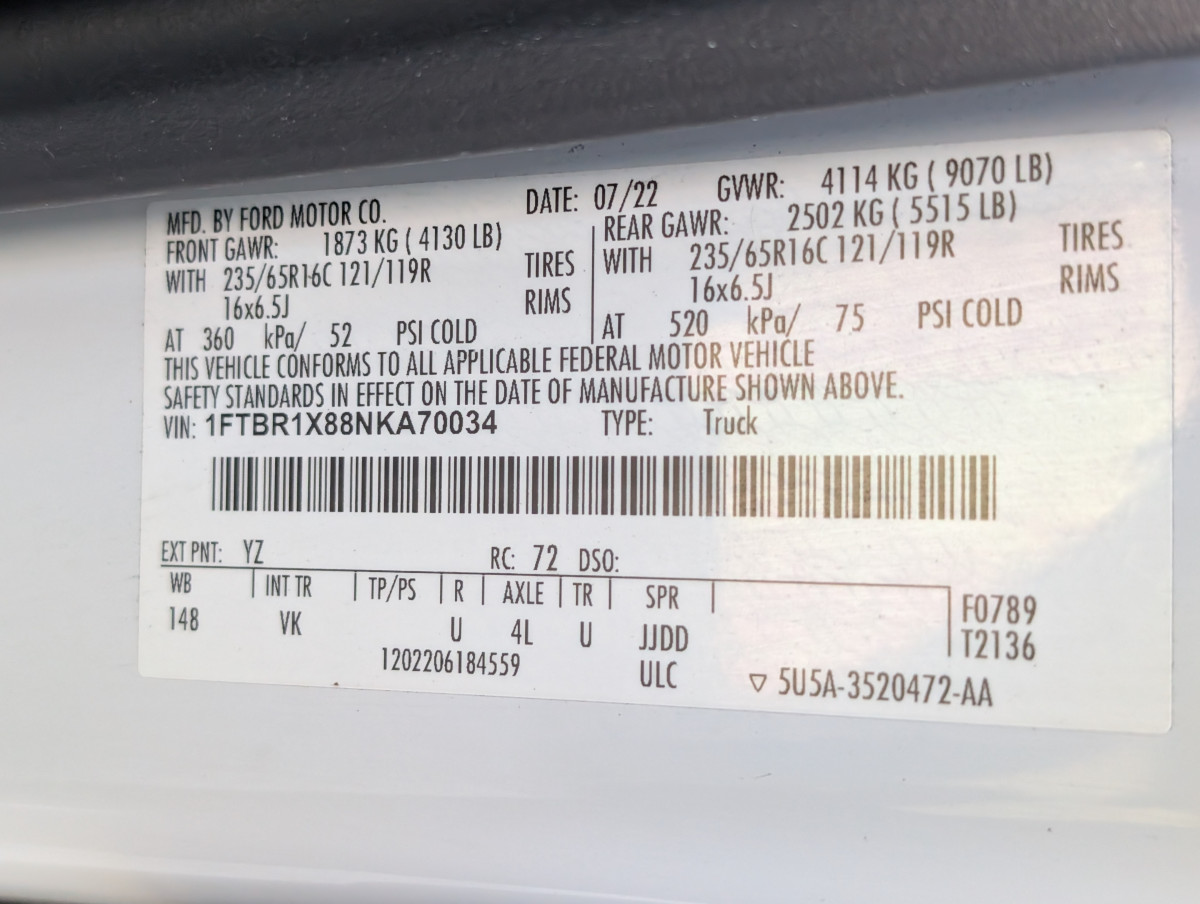 MFD. BY FORD MOTOR CO. DATE: 07/22 GVWR: 4114 KG ( 9070 LB)
FRONT GAWR: 1873 KG ( 4130 LB) REAR GAWR: 2502 KG ( 5515 LB)
WITH 235/65R16C 121/119R TIRES WITH 235/65R16C 121/119R TIRES
16x6.5J RIMS 16x6.5J RIMS
AT 360 kPa/ 52 PSI COLD AT 520 kPa/ 75 PSI COLD
THIS VEHICLE CONFORMS TO ALL APPLICABLE FEDERAL MOTOR VEHICLE
SAFETY STANDARDS IN EFFECT ON THE DATE OF MANUFACTURE SHOWN ABOVE.
VIN: 1FTBR1X88NKA70034 TYPE: Truck
EXT PNT: YZ RC: 72 DSO:
WB INT TR TP/PS R AXLE TR SPR F0789
148 VK U 4L U JJDD T2136
1202206184559 ULC ▽ 5U5A-3520472-AA